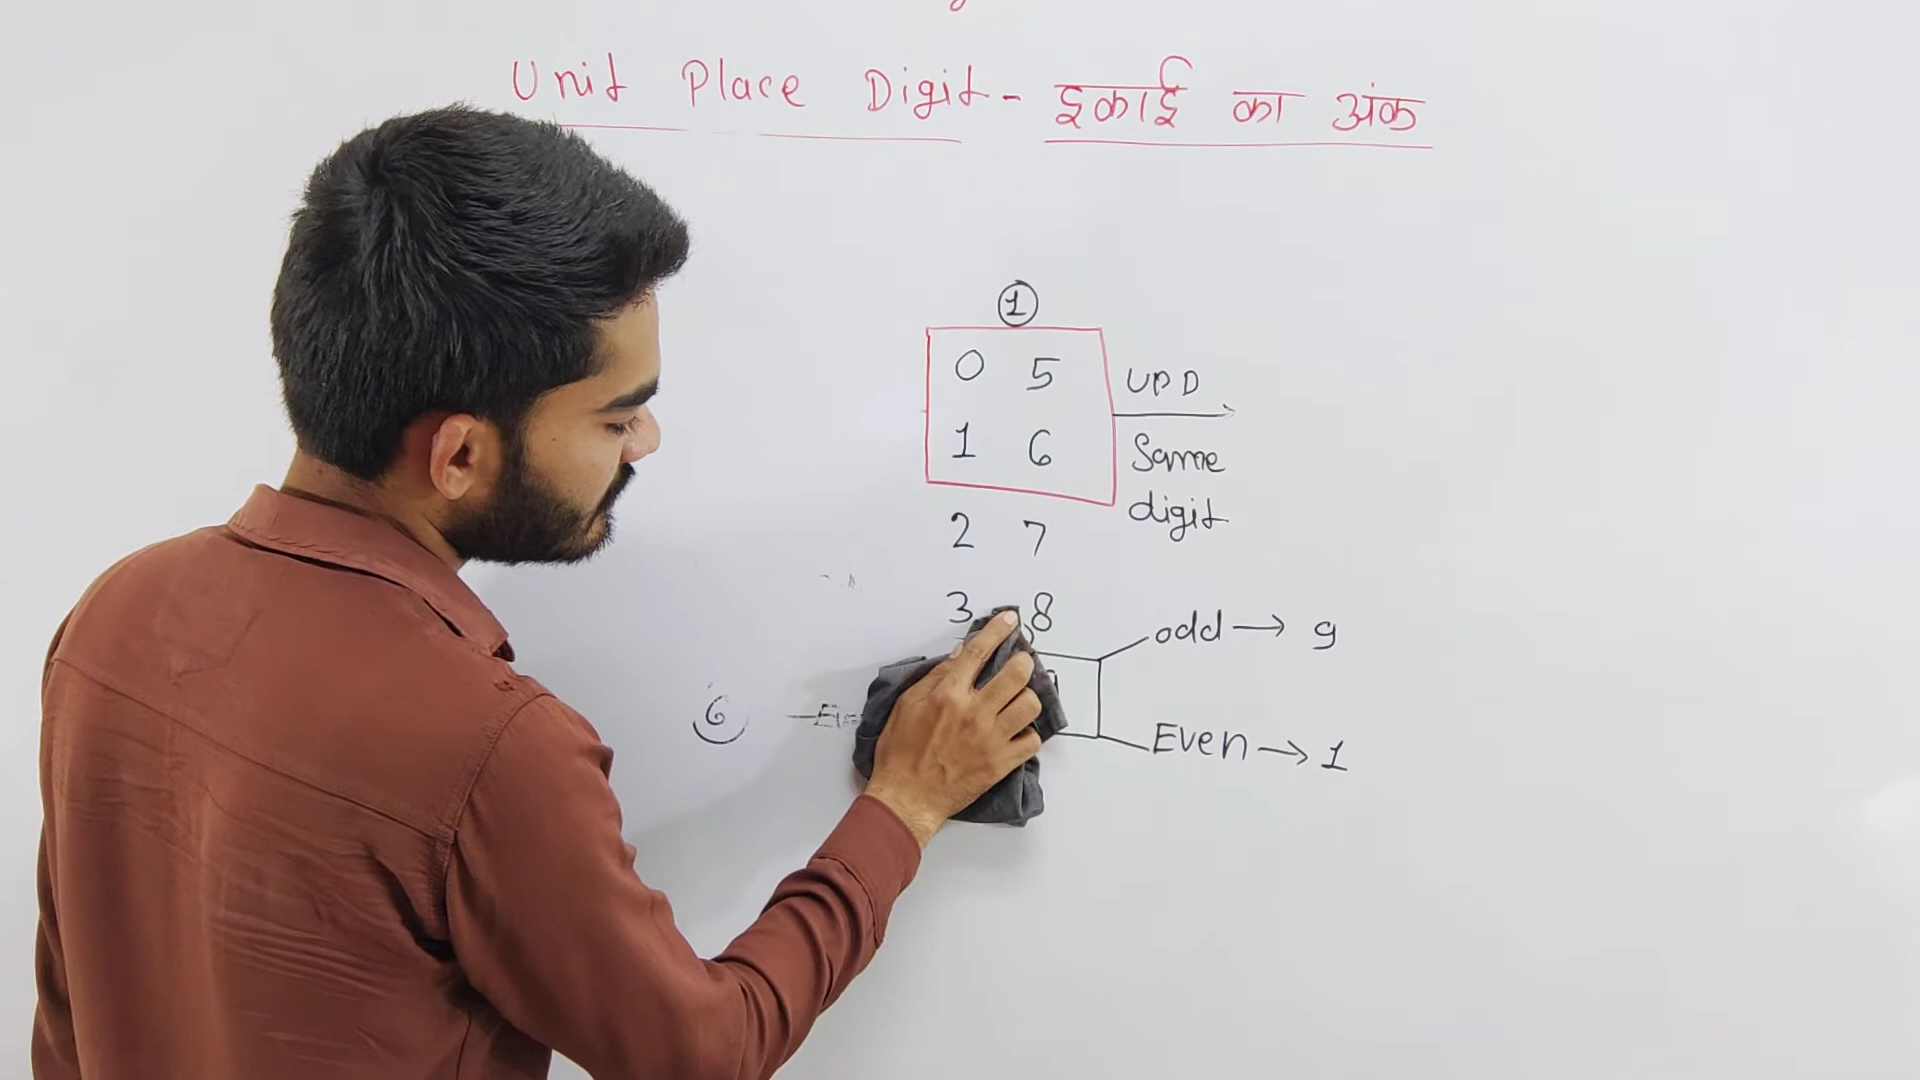 Unit Place Digit - इकाई का अंक
1
0 5
UPD
1 6
Same
digit
2 7
3 8
odd → 9
6
Even → 1